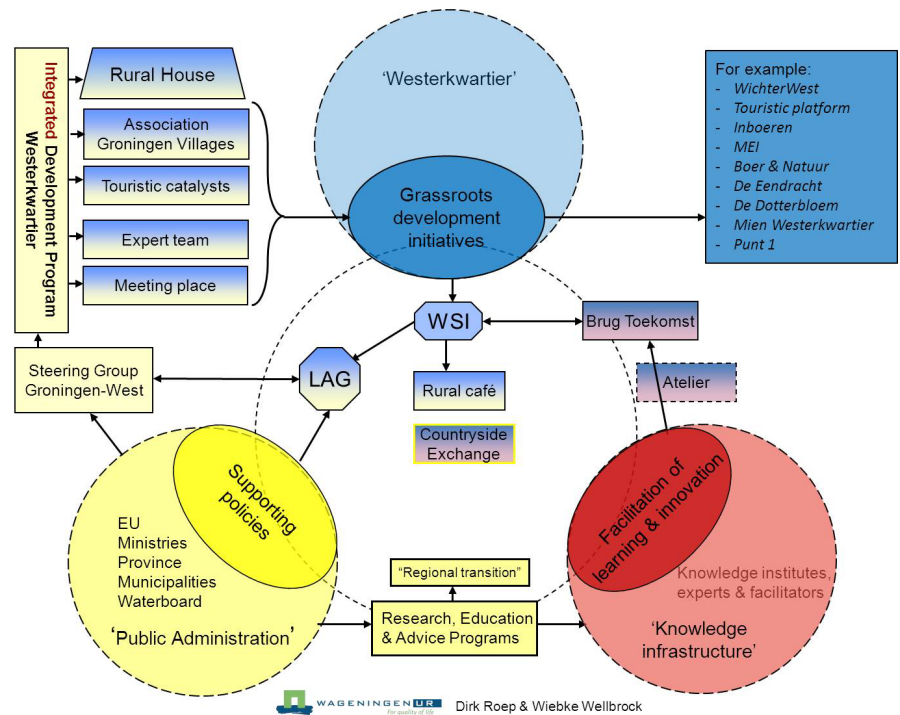 Integrated Development Program
Westerkwartier
Rural House
Association
Groningen Villages
Touristic catalysts
Expert team
Meeting place
Steering Group
Groningen-West
'Westerkwartier'
Grassroots
development
initiatives
For example:
- WichterWest
- Touristic platform
- Inboeren
- MEI
- Boer & Natuur
- De Eendracht
- De Dotterbloem
- Mien Westerkwartier
- Punt 1
WSI
LAG
Rural café
Countryside
Exchange
Brug Toekomst
Atelier
Supporting
policies
EU
Ministries
Province
Municipalities
Waterboard
'Public Administration'
"Regional transition"
Research, Education
& Advice Programs
Facilitation of
learning & innovation
Knowledge institutes,
experts & facilitators
'Knowledge
infrastructure'
WAGENINGEN UR
For quality of life
Dirk Roep & Wiebke Wellbrock